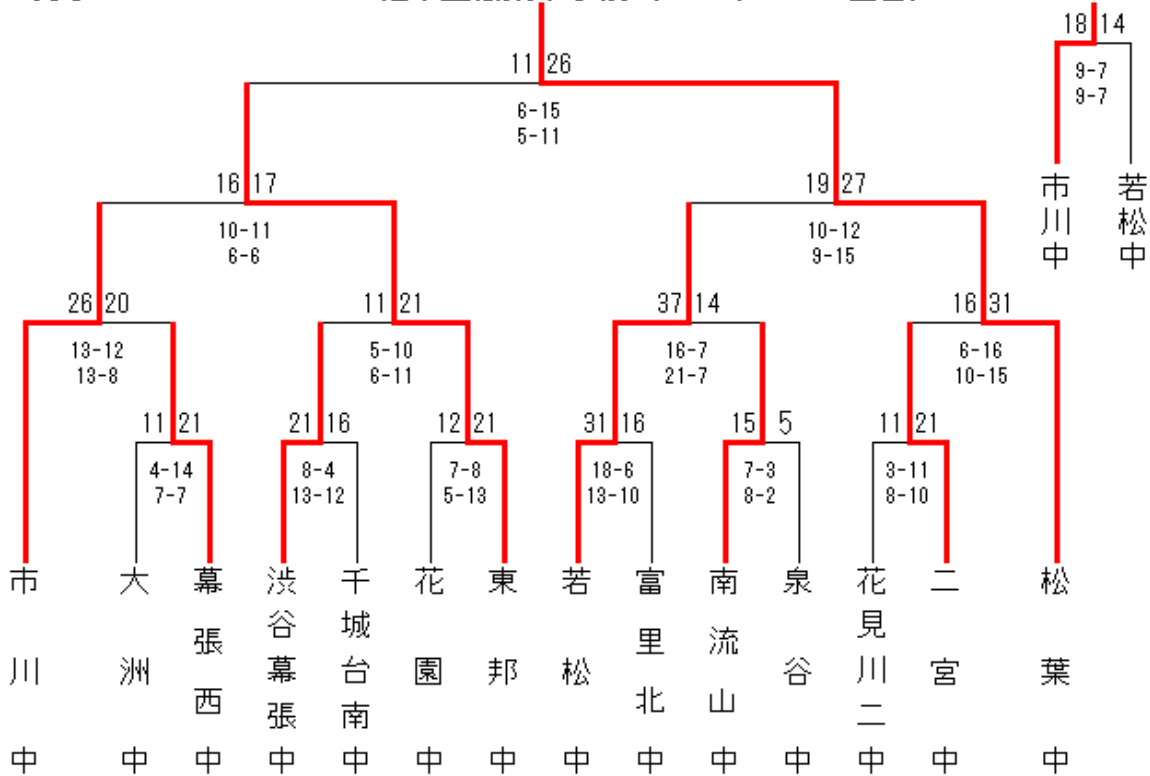 18 14
9-7
9-7
市川中
若松中
11 26
6-15
5-11
16 17
10-11
6-6
19 27
10-12
9-15
26 20
13-12
13-8
11 21
5-10
6-11
37 14
16-7
21-7
16 31
6-16
10-15
11 21
4-14
7-7
21 16
8-4
13-12
12 21
7-8
5-13
31 16
18-6
13-10
15 5
7-3
8-2
11 21
3-11
8-10
市川中
大洲中
幕張西中
渋谷幕張中
千城台南中
花園中
東邦中
若松中
富里北中
南流山中
泉谷中
花見川二中
二宮中
松葉中